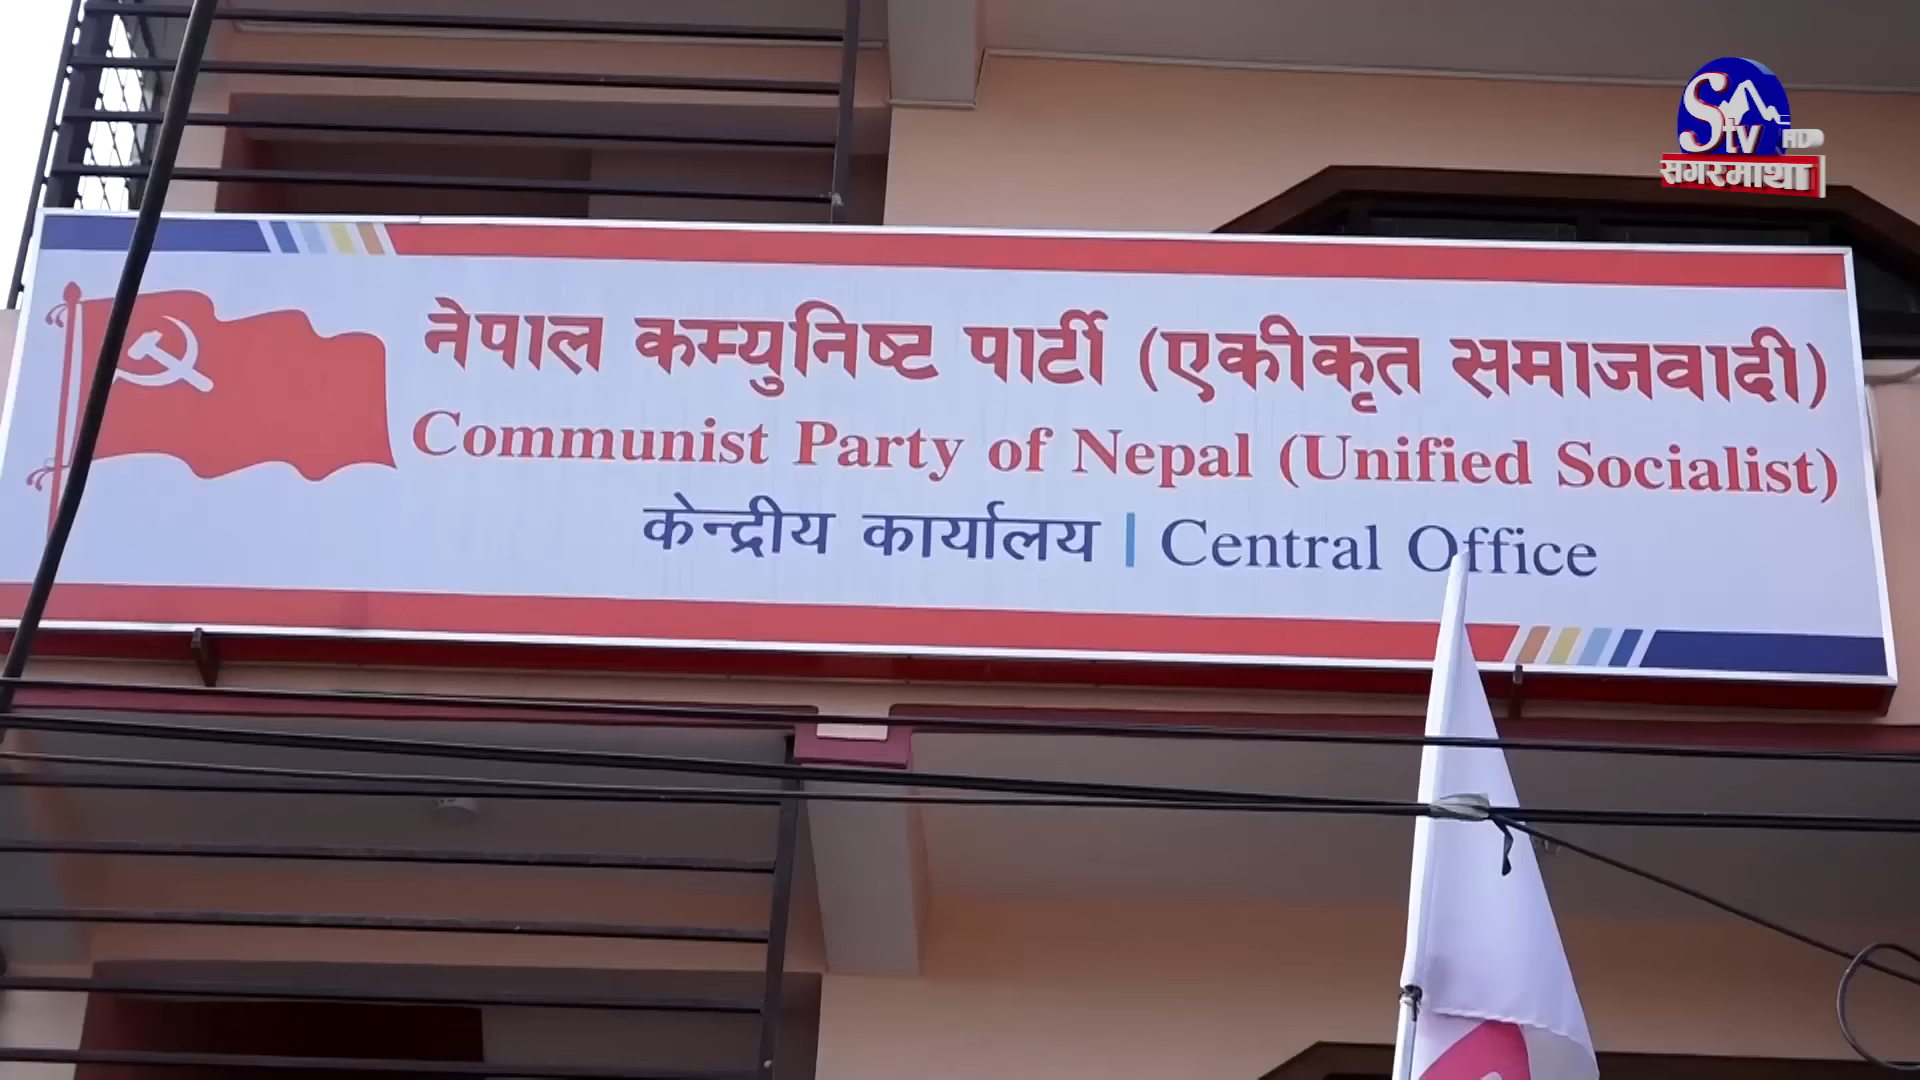 STV HD
सगरमाथा
नेपाल कम्युनिष्ट पार्टी (एकीकृत समाजवादी)
Communist Party of Nepal (Unified Socialist)
केन्द्रीय कार्यालय | Central Office